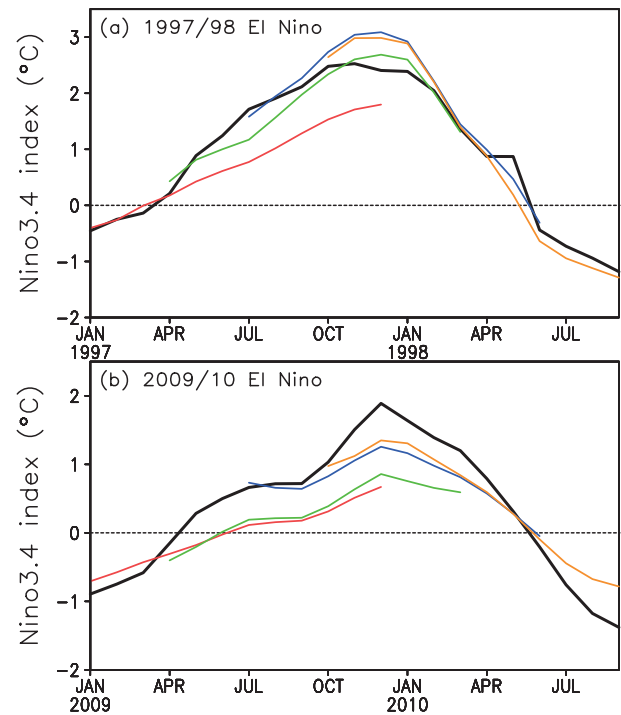 (a) 1997/98 El Nino
Nino3.4 index (°C)
3
2
1
0
-1
-2
JAN APR JUL OCT JAN APR JUL
1997 1998
(b) 2009/10 El Nino
Nino3.4 index (°C)
2
1
0
-1
-2
JAN APR JUL OCT JAN APR JUL
2009 2010